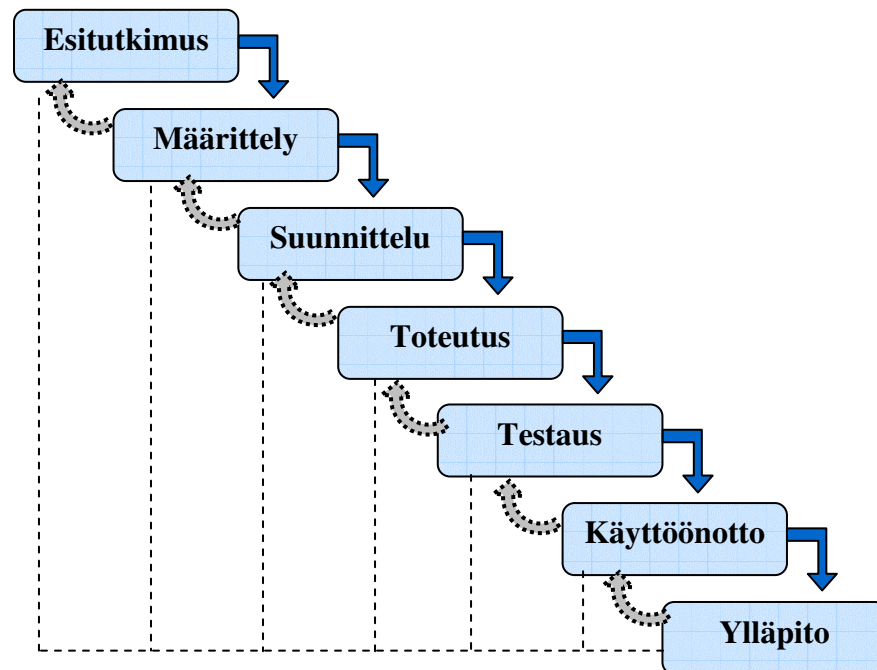 Esitutkimus
Määrittely
Suunnittelu
Toteutus
Testaus
Käyttöönotto
Ylläpito